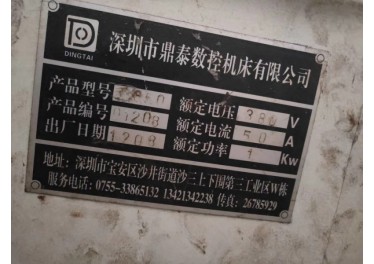 DINGTAI
深圳市鼎泰数控机床有限公司
产品型号 额定电压 380 V
产品编号 额定电流 50 A
出厂日期 1208 额定功率 Kw
地址: 深圳市宝安区沙井街道沙三上下围第三工业区W栋
服务电话: 0755-33865132 13421342238 传真: 26785929